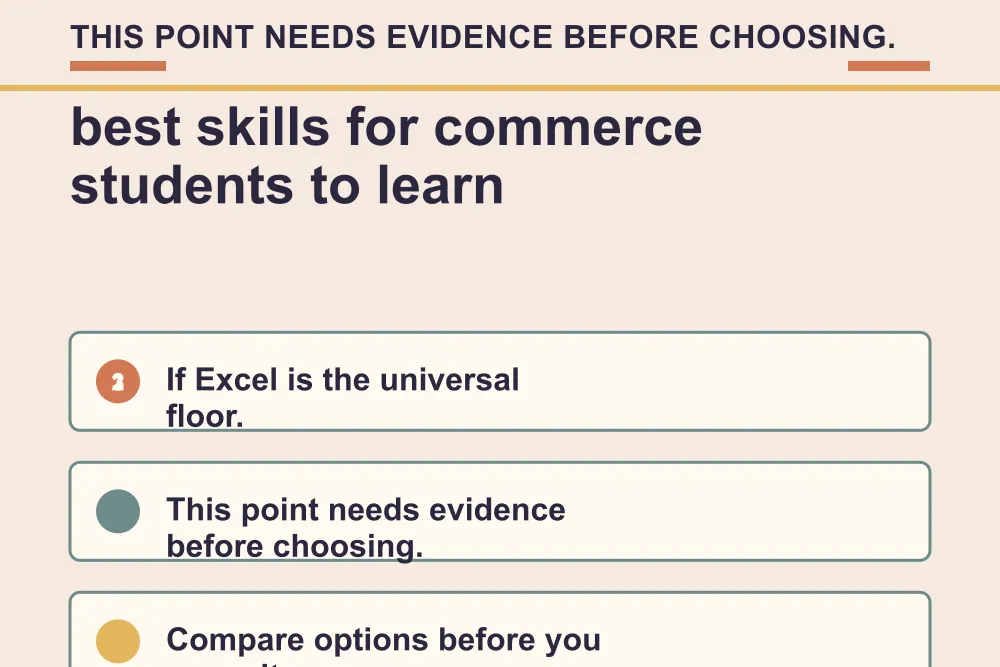 THIS POINT NEEDS EVIDENCE BEFORE CHOOSING.
best skills for commerce
students to learn
If Excel is the universal
floor.
This point needs evidence
before choosing.
Compare options before you